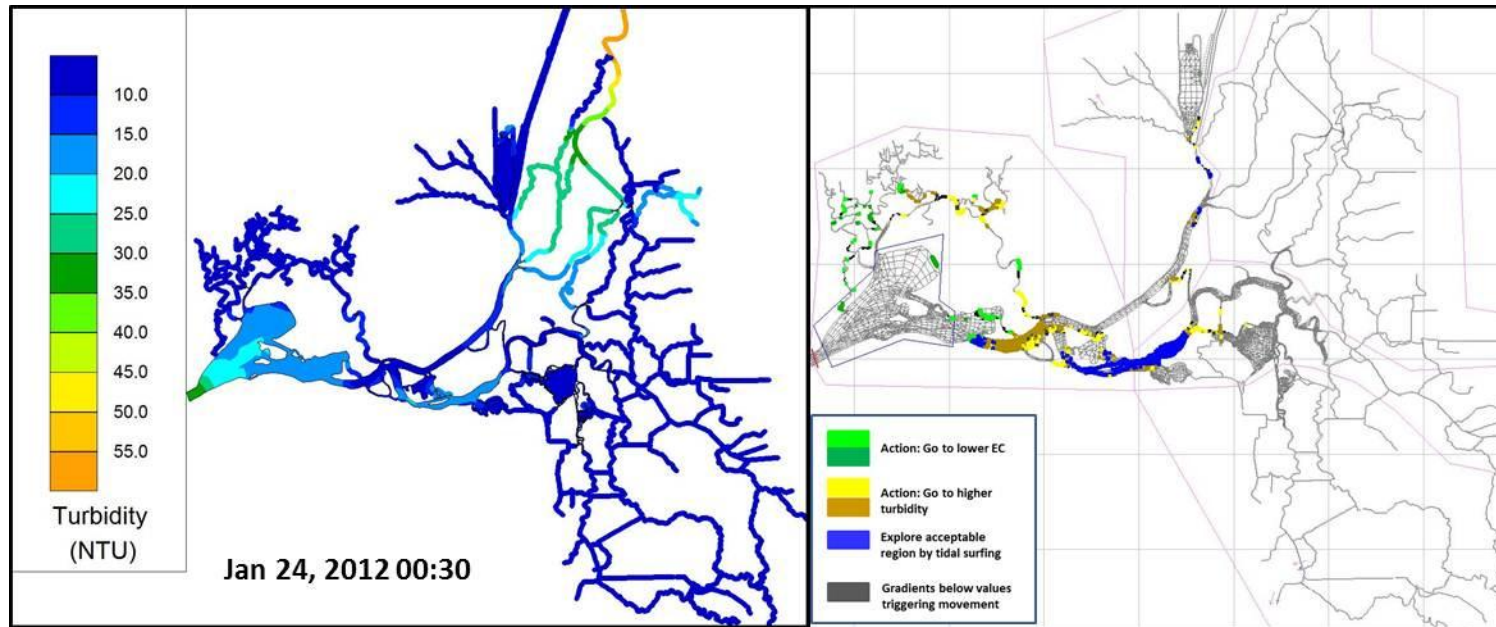 10.0
15.0
20.0
25.0
30.0
35.0
40.0
45.0
50.0
55.0
Turbidity
(NTU)
Jan 24, 2012 00:30
Action: Go to lower EC
Action: Go to higher
turbidity
Explore acceptable
region by tidal surfing
Gradients below values
triggering movement